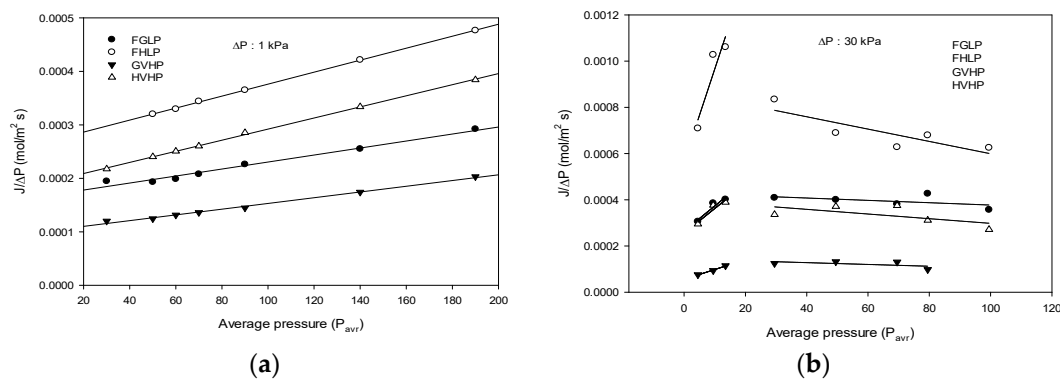 (a)
0.0005
0.0004
0.0003
0.0002
0.0001
0.0000
J/ΔP (mol/m² s)
ΔP : 1 kPa
FGLP
FHLP
GVHP
HVHP
20 40 60 80 100 120 140 160 180 200
Average pressure (Pavr)
(a)
(b)
0.0012
0.0010
0.0008
0.0006
0.0004
0.0002
0.0000
J/ΔP (mol/m² s)
ΔP : 30 kPa
FGLP
FHLP
GVHP
HVHP
0 20 40 60 80 100 120
Average pressure (Pavr)
(b)